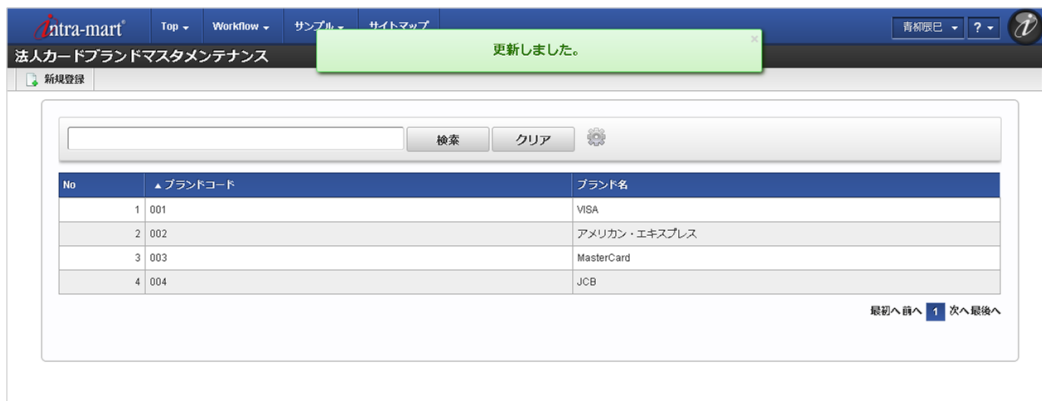 intra-mart Top Workflow サンプル サイトマップ 青柳辰巳 ?
更新しました。 ×
法人カードブランドマスタメンテナンス
新規登録
検索 クリア
No ▲ブランドコード ブランド名
1 001 VISA
2 002 アメリカン・エキスプレス
3 003 MasterCard
4 004 JCB
最初へ 前へ 1 次へ 最後へ